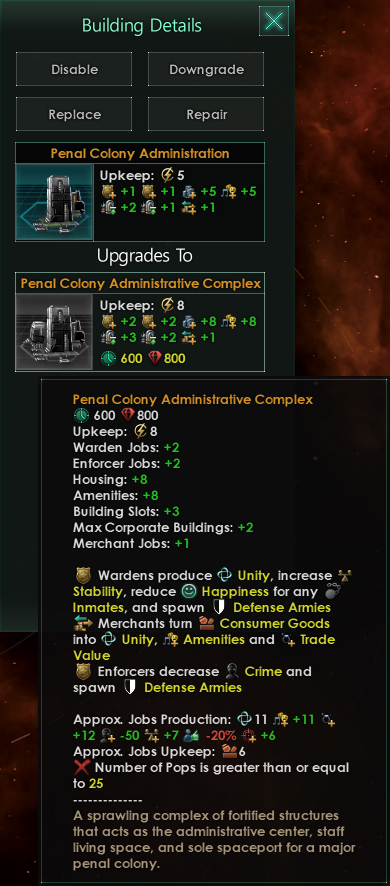 Building Details
Disable
Downgrade
Replace
Repair
Penal Colony Administration
Upkeep: 5
+1 +1 +5 +5
+2 +1 +1
Upgrades To
Penal Colony Administrative Complex
Upkeep: 8
+2 +2 +8 +8
+3 +2 +1
600 800
Penal Colony Administrative Complex
600 800
Upkeep: 8
Warden Jobs: +2
Enforcer Jobs: +2
Housing: +8
Amenities: +8
Building Slots: +3
Max Corporate Buildings: +2
Merchant Jobs: +1
Wardens produce Unity, increase
Stability, reduce Happiness for any
Inmates, and spawn Defense Armies
Merchants turn Consumer Goods
into Unity, Amenities and Trade
Value
Enforcers decrease Crime and
spawn Defense Armies
Approx. Jobs Production: 11 +11
+12 -50 +7 -20% +6
Approx. Jobs Upkeep: 6
Number of Pops is greater than or equal
to 25
--------------
A sprawling complex of fortified structures
that acts as the administrative center, staff
living space, and sole spaceport for a major
penal colony.